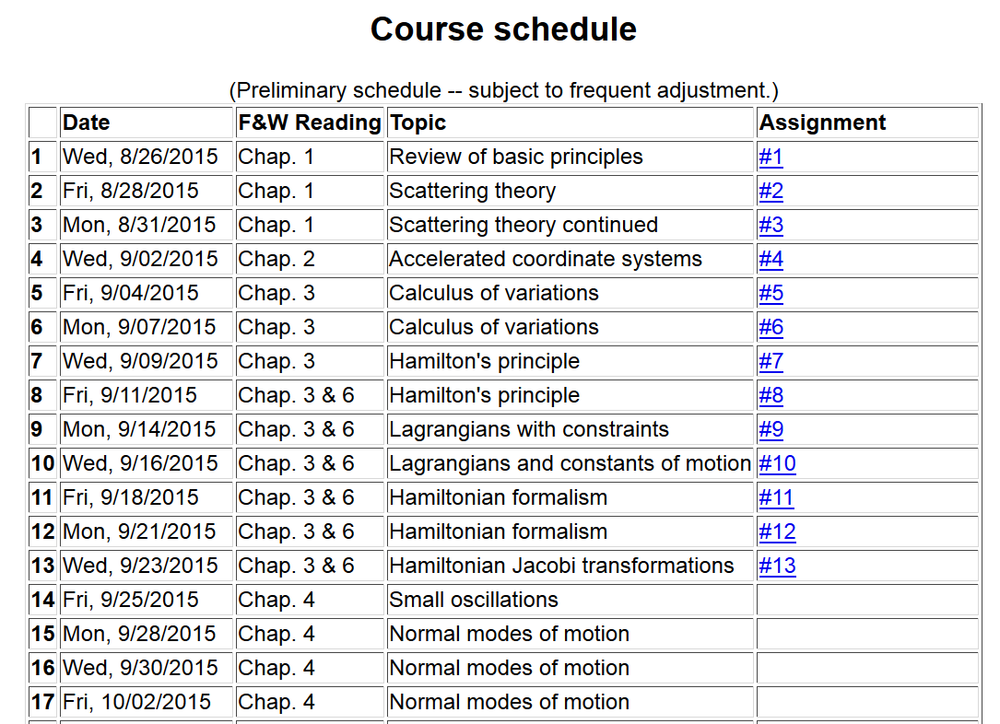 Course schedule
(Preliminary schedule -- subject to frequent adjustment.)
Date F&W Reading Topic Assignment
1 Wed, 8/26/2015 Chap. 1 Review of basic principles #1
2 Fri, 8/28/2015 Chap. 1 Scattering theory #2
3 Mon, 8/31/2015 Chap. 1 Scattering theory continued #3
4 Wed, 9/02/2015 Chap. 2 Accelerated coordinate systems #4
5 Fri, 9/04/2015 Chap. 3 Calculus of variations #5
6 Mon, 9/07/2015 Chap. 3 Calculus of variations #6
7 Wed, 9/09/2015 Chap. 3 Hamilton's principle #7
8 Fri, 9/11/2015 Chap. 3 & 6 Hamilton's principle #8
9 Mon, 9/14/2015 Chap. 3 & 6 Lagrangians with constraints #9
10 Wed, 9/16/2015 Chap. 3 & 6 Lagrangians and constants of motion #10
11 Fri, 9/18/2015 Chap. 3 & 6 Hamiltonian formalism #11
12 Mon, 9/21/2015 Chap. 3 & 6 Hamiltonian formalism #12
13 Wed, 9/23/2015 Chap. 3 & 6 Hamiltonian Jacobi transformations #13
14 Fri, 9/25/2015 Chap. 4 Small oscillations
15 Mon, 9/28/2015 Chap. 4 Normal modes of motion
16 Wed, 9/30/2015 Chap. 4 Normal modes of motion
17 Fri, 10/02/2015 Chap. 4 Normal modes of motion